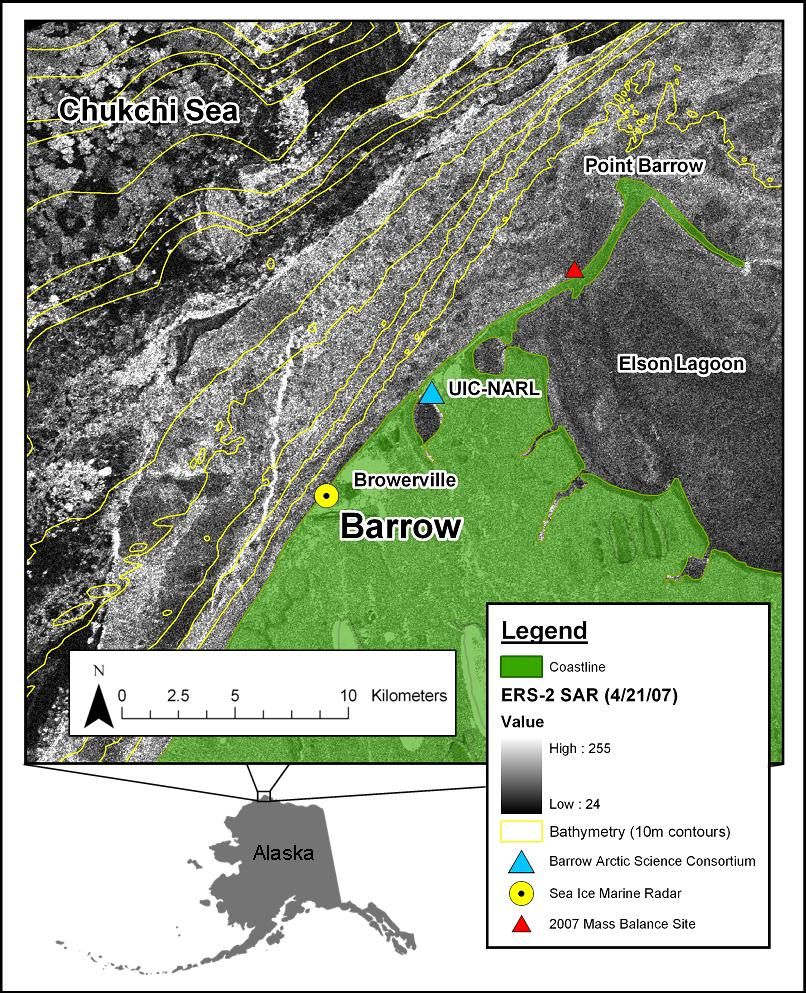 Chukchi Sea
Point Barrow
Elson Lagoon
UIC-NARL
Browerville
Barrow
N
0 2.5 5 10 Kilometers
Legend
Coastline
ERS-2 SAR (4/21/07)
Value
High : 255
Low : 24
Bathymetry (10m contours)
Barrow Arctic Science Consortium
Sea Ice Marine Radar
2007 Mass Balance Site
Alaska